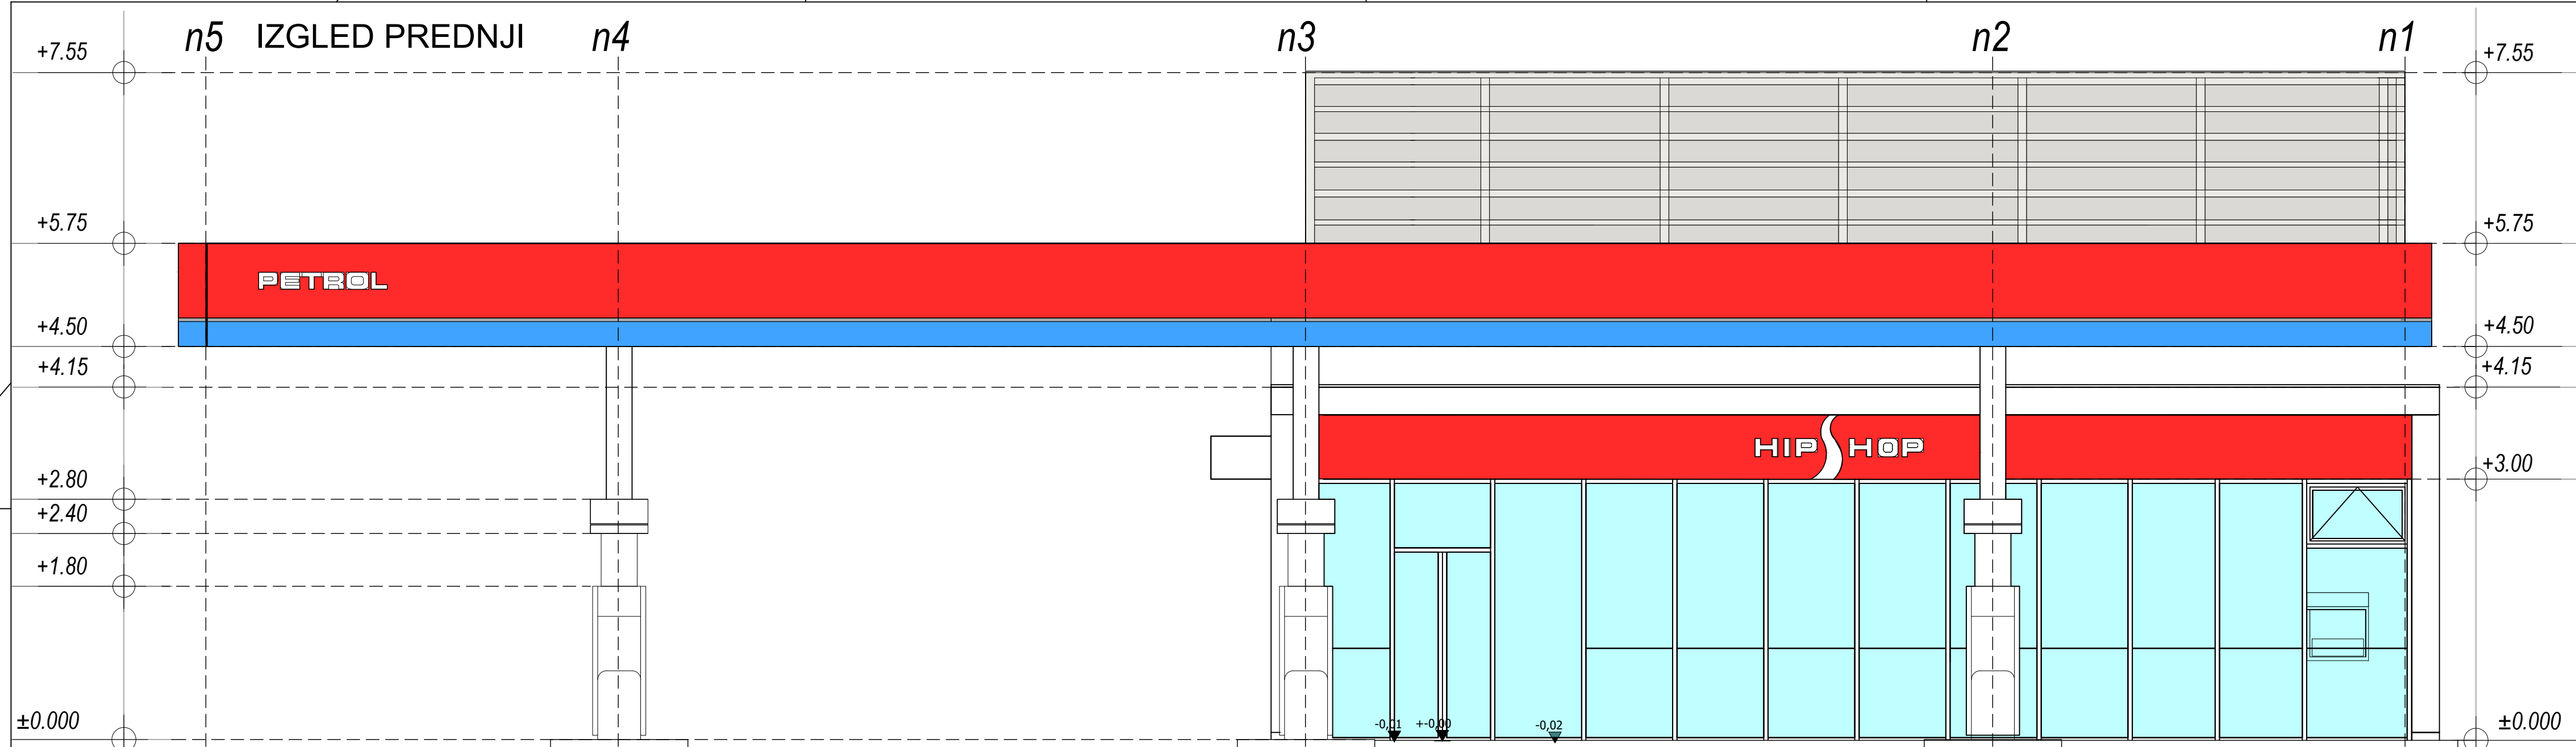 n5 IZGLED PREDNJI n4 n3 n2 n1
+7.55 +7.55
+5.75 +5.75
PETROL
+4.50 +4.50
+4.15 +4.15
HIP HOP
+3.00
+2.80
+2.40
+1.80
±0.000 -0,01 +-0,00 -0,02 ±0.000